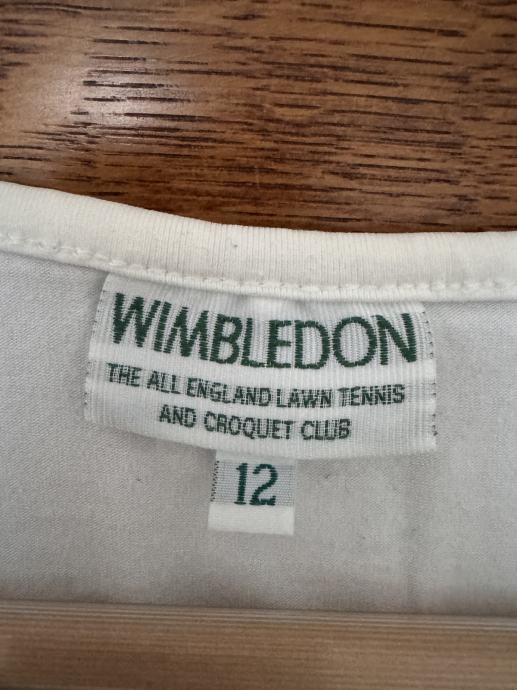 WIMBLEDON
THE ALL ENGLAND LAWN TENNIS
AND CROQUET CLUB
12